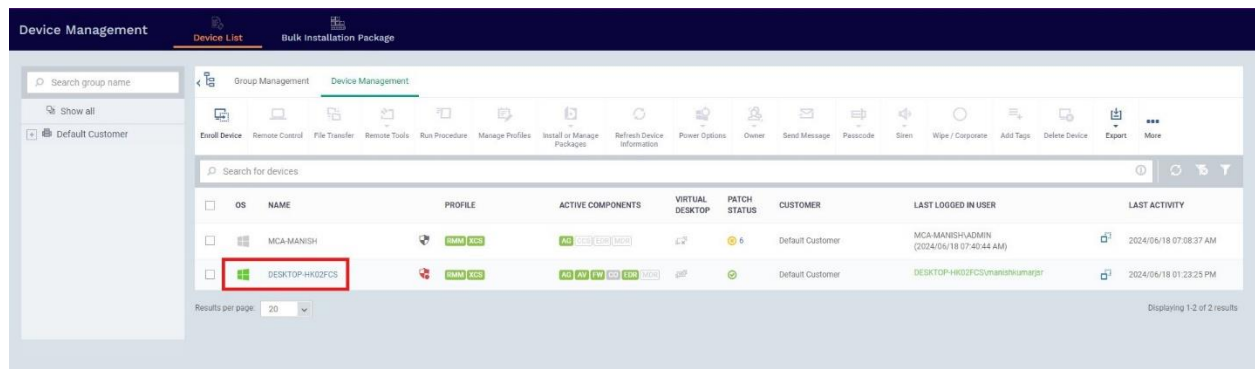 Device Management
Device List
Bulk Installation Package
Search group name
Show all
Default Customer
Group Management
Device Management
Enroll Device
Remote Control
File Transfer
Remote Tools
Run Procedure
Manage Profiles
Install or Manage
Packages
Refresh Device
Information
Power Options
Owner
Send Message
Passcode
Siren
Wipe / Corporate
Add Tags
Delete Device
Export
More
Search for devices
OS NAME PROFILE ACTIVE COMPONENTS VIRTUAL DESKTOP PATCH STATUS CUSTOMER LAST LOGGED IN USER LAST ACTIVITY
MCA-MANISH RMM XCS AG CCS EDR MDR 6 Default Customer MCA-MANISH\ADMIN 2024/06/18 07:08:37 AM
(2024/06/18 07:40:44 AM)
DESKTOP-HK02FCS RMM XCS AG AV FW CO EDR MDR Default Customer DESKTOP-HK02FCS\manishkumarjsr 2024/06/18 01:23:25 PM
Results per page: 20
Displaying 1-2 of 2 results